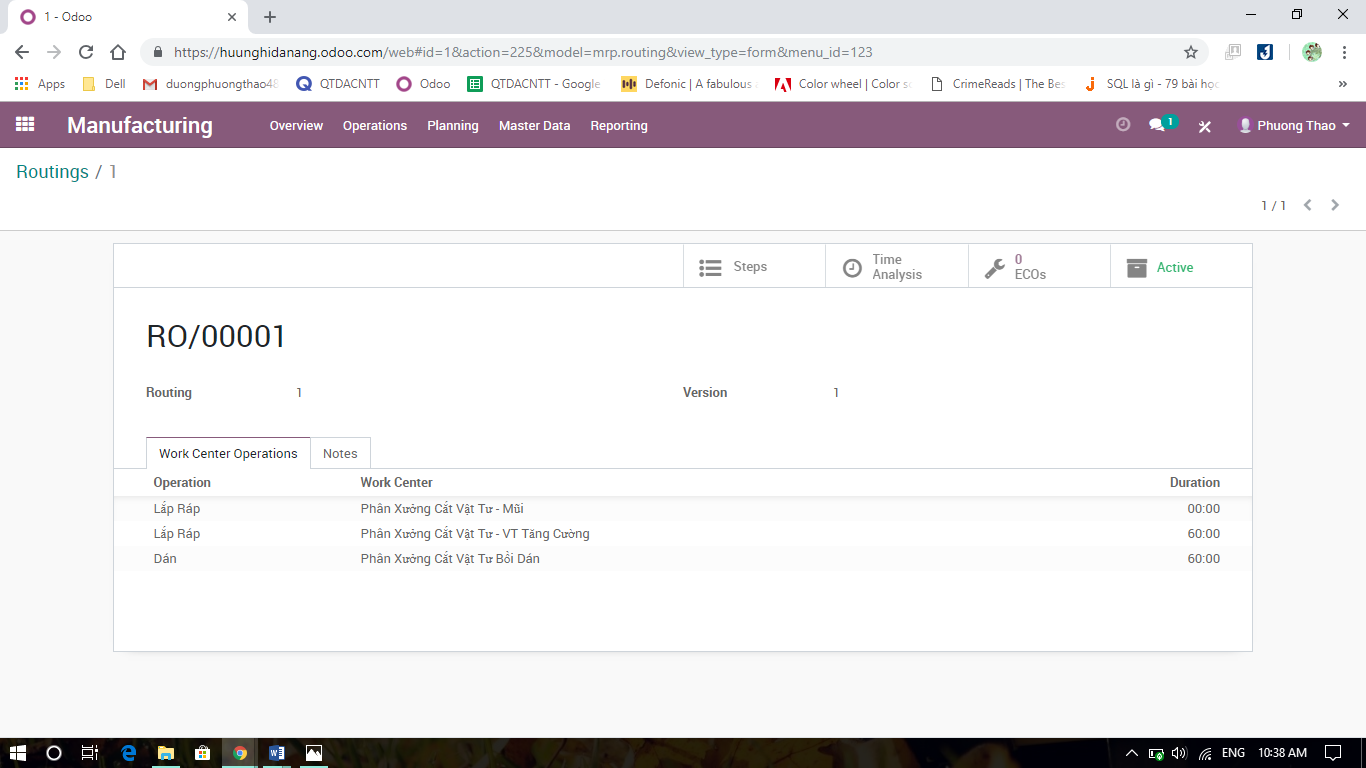 1 - Odoo
https://huunghidanang.odoo.com/web#id=1&action=225&model=mrp.routing&view_type=form&menu_id=123
Apps Dell duongphuongthao48 QTDACNTT Odoo QTDACNTT - Google Defonic | A fabulous Color wheel | Color s CrimeReads | The Bes SQL là gì - 79 bài học »
Manufacturing Overview Operations Planning Master Data Reporting 1 Phuong Thao
Routings / 1
1 / 1
Steps Time Analysis 0 ECOs Active
RO/00001
Routing 1 Version 1
Work Center Operations Notes
Operation Work Center Duration
Lắp Ráp Phân Xưởng Cắt Vật Tư - Mũi 00:00
Lắp Ráp Phân Xưởng Cắt Vật Tư - VT Tăng Cường 60:00
Dán Phân Xưởng Cắt Vật Tư Bồi Dán 60:00
ENG 10:38 AM